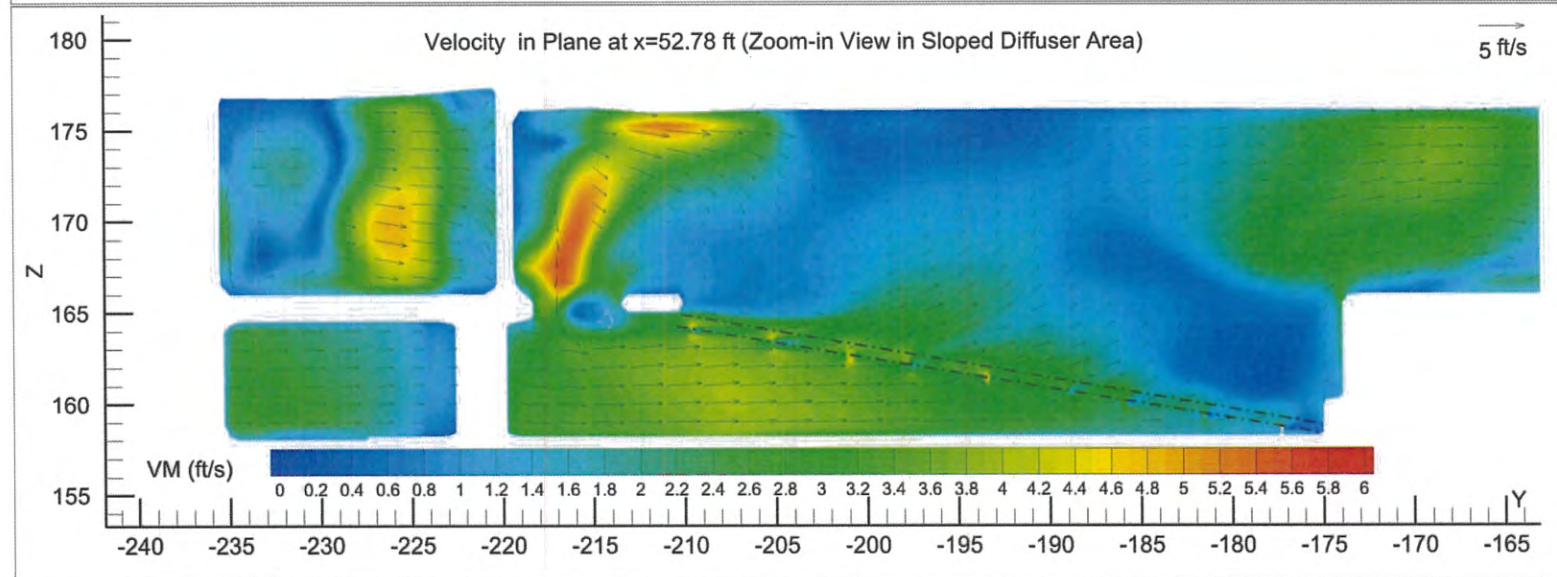 Velocity in Plane at x=52.78 ft (Zoom-in View in Sloped Diffuser Area)
5 ft/s
180
175
170
Z
165
160
155
VM (ft/s)
0 0.2 0.4 0.6 0.8 1 1.2 1.4 1.6 1.8 2 2.2 2.4 2.6 2.8 3 3.2 3.4 3.6 3.8 4 4.2 4.4 4.6 4.8 5 5.2 5.4 5.6 5.8 6
Y
-240 -235 -230 -225 -220 -215 -210 -205 -200 -195 -190 -185 -180 -175 -170 -165